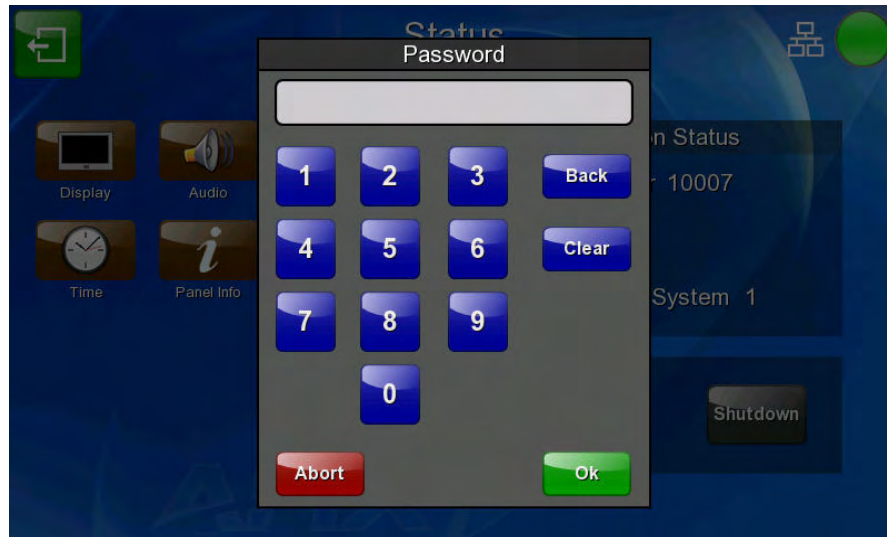 Status
Password
1 2 3 Back
4 5 6 Clear
7 8 9
0
Abort Ok
Display Audio
Time Panel Info
n Status
10007
System 1
Shutdown